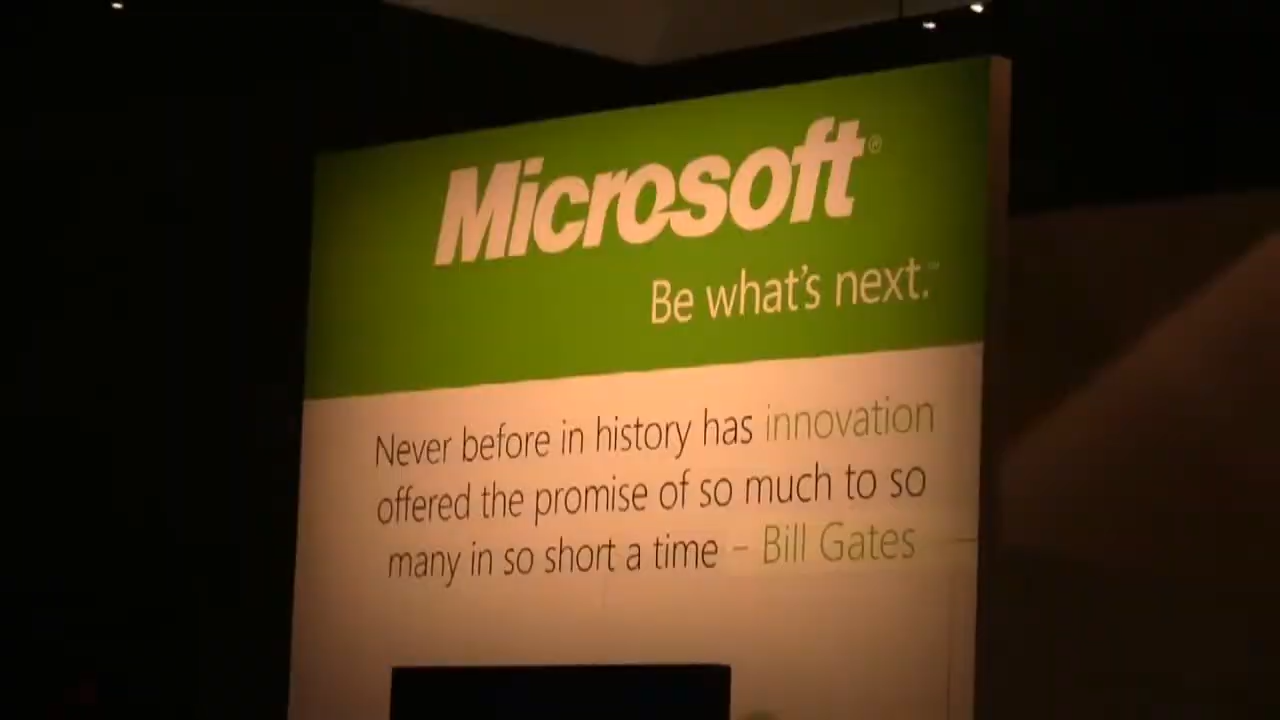 Microsoft®
Be what's next.™
Never before in history has innovation
offered the promise of so much to so
many in so short a time – Bill Gates